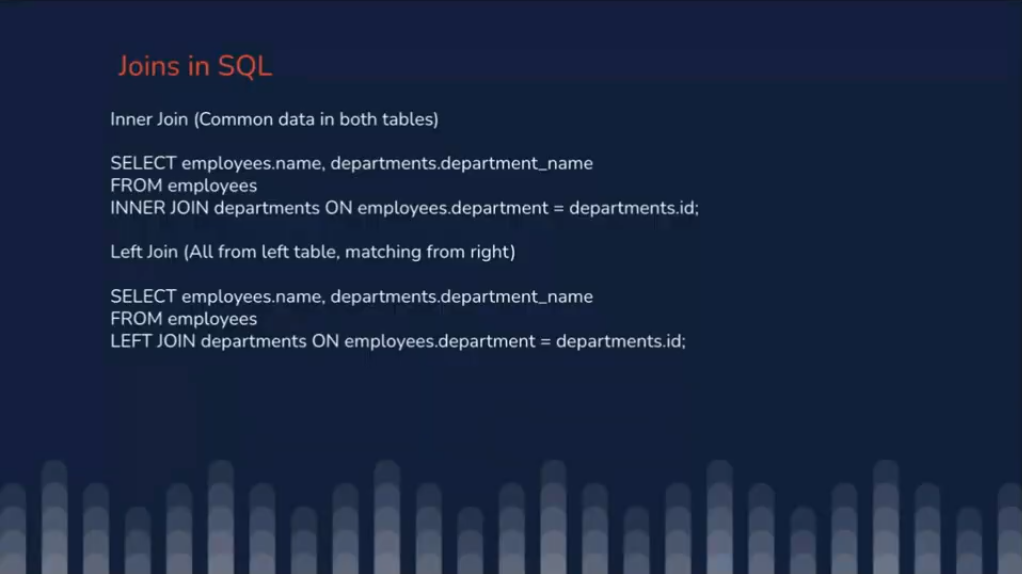 Joins in SQL
Inner Join (Common data in both tables)
SELECT employees.name, departments.department_name
FROM employees
INNER JOIN departments ON employees.department = departments.id;
Left Join (All from left table, matching from right)
SELECT employees.name, departments.department_name
FROM employees
LEFT JOIN departments ON employees.department = departments.id;